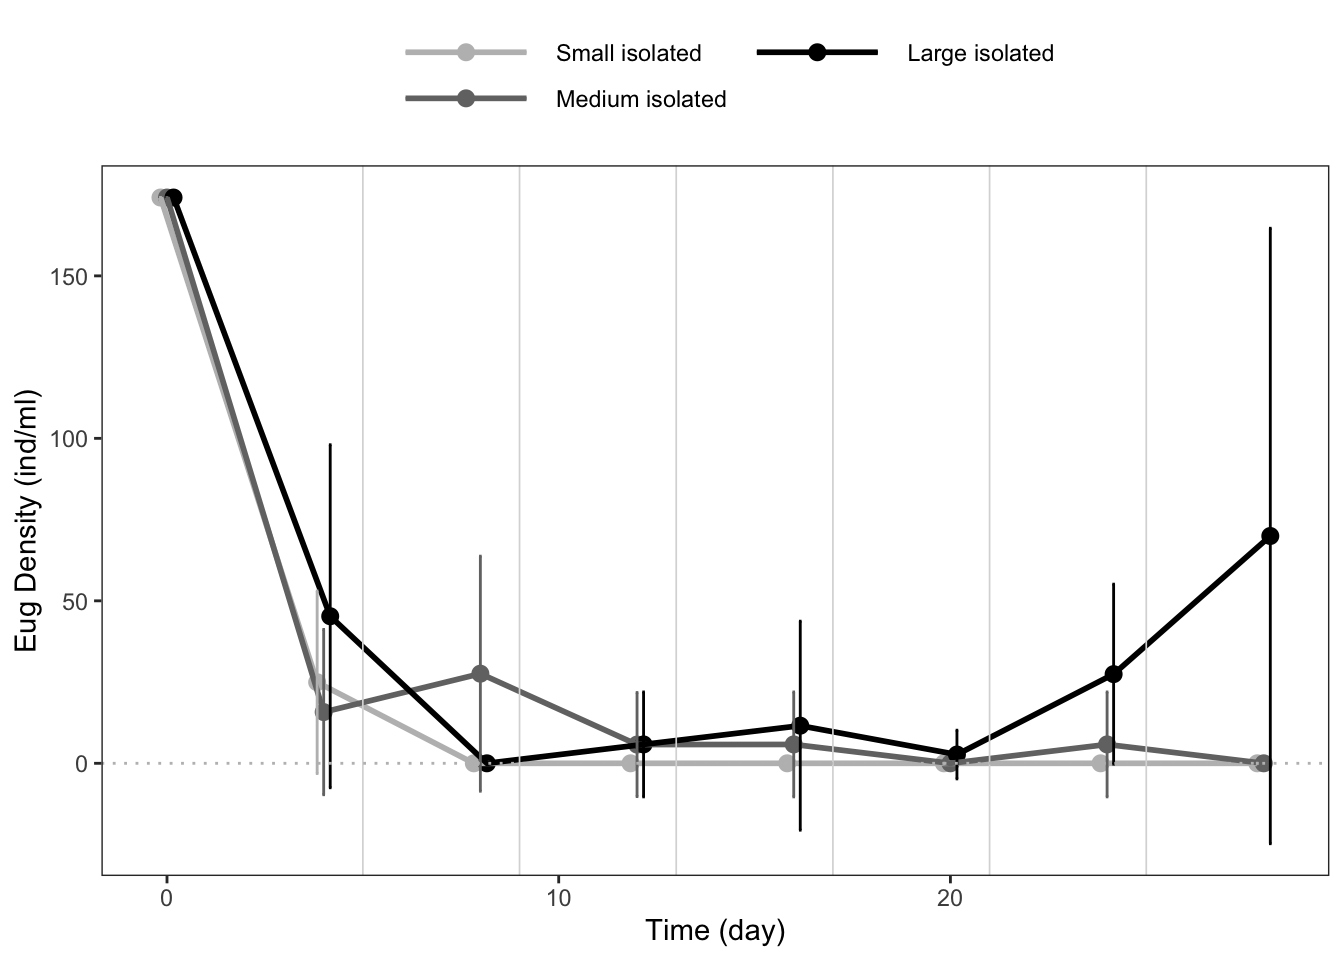 Small isolated
Large isolated
Medium isolated
Eug Density (ind/ml)
150
100
50
0
0
10
20
Time (day)